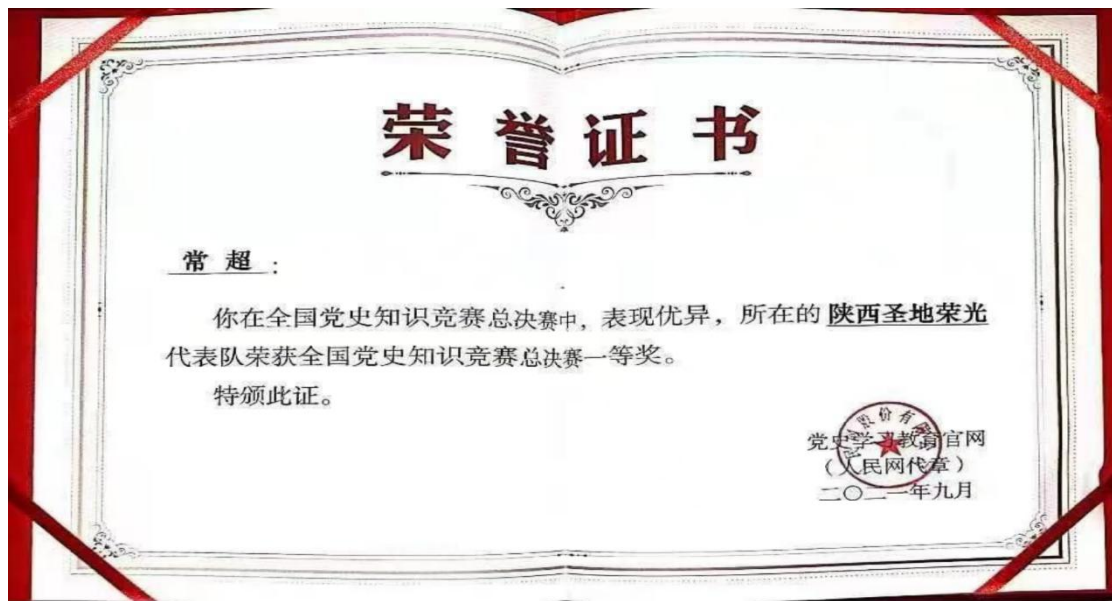 荣誉证书
常超：
你在全国党史知识竞赛总决赛中，表现优异，所在的 陕西圣地荣光
代表队荣获全国党史知识竞赛总决赛一等奖。
特颁此证。
股份有限
党史学习教育官网
（人民网代章）
二〇二一年九月